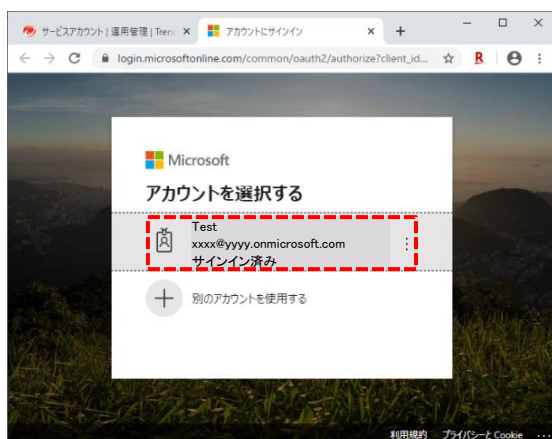 サービスアカウント | 運用管理 | Tren
アカウントにサインイン
login.microsoftonline.com/common/oauth2/authorize?client_id...
R
Microsoft
アカウントを選択する
Test
xxxx@yyyy.onmicrosoft.com
サインイン済み
別のアカウントを使用する
利用規約 プライバシーと Cookie ...